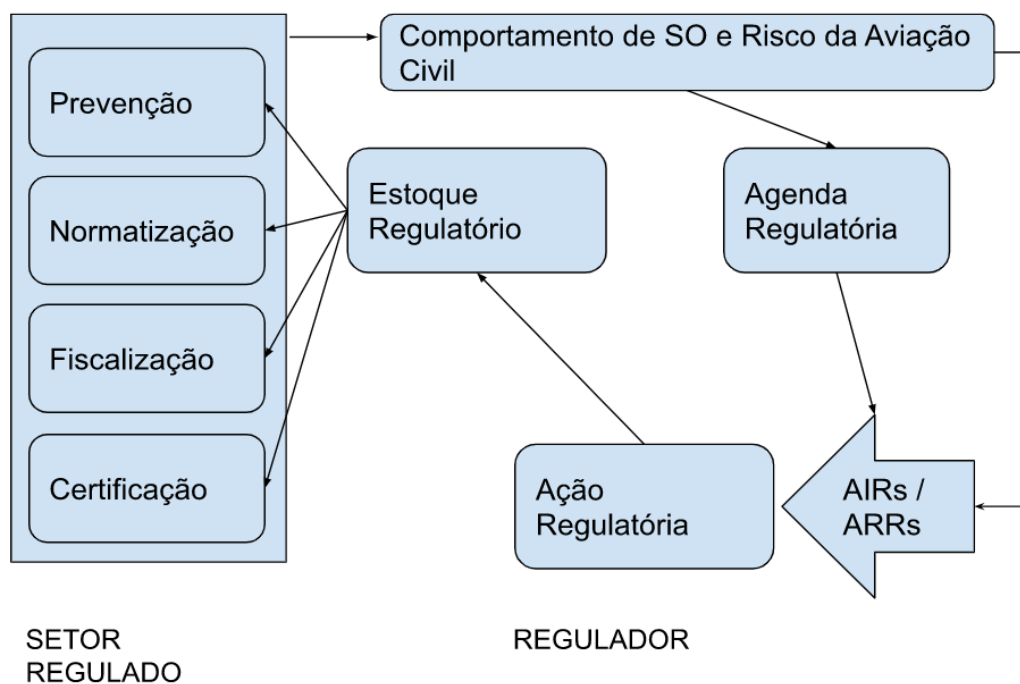 Comportamento de SO e Risco da Aviação
Civil
Prevenção
Normatização
Fiscalização
Certificação
Estoque
Regulatório
Agenda
Regulatória
Ação
Regulatória
AIRs /
ARRs
SETOR
REGULADO
REGULADOR